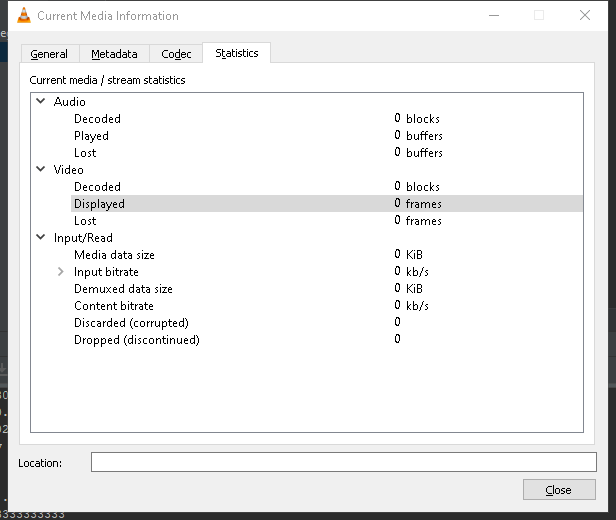 Current Media Information
General Metadata Codec Statistics
Current media / stream statistics
Audio
Decoded 0 blocks
Played 0 buffers
Lost 0 buffers
Video
Decoded 0 blocks
Displayed 0 frames
Lost 0 frames
Input/Read
Media data size 0 KiB
Input bitrate 0 kb/s
Demuxed data size 0 KiB
Content bitrate 0 kb/s
Discarded (corrupted) 0
Dropped (discontinued) 0
Location:
Close